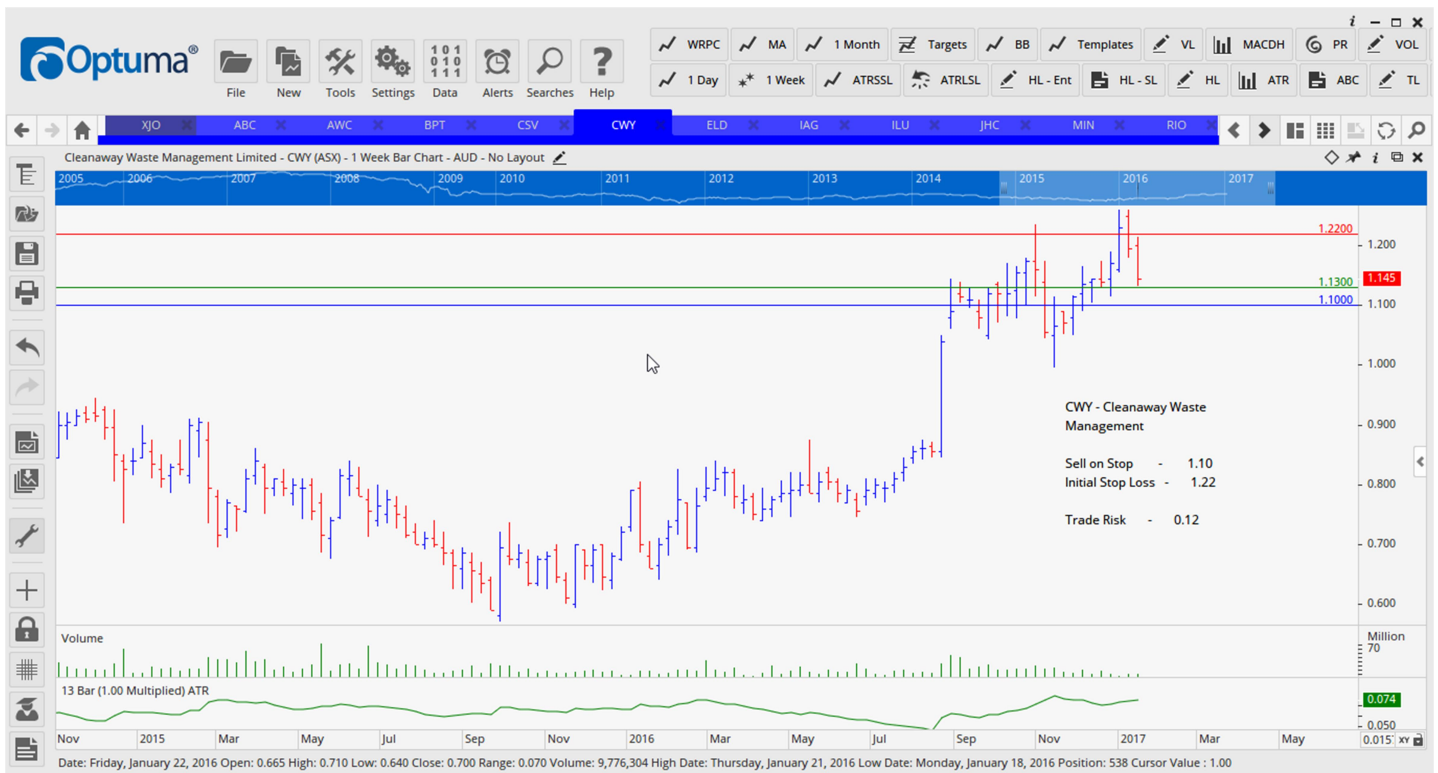 Optuma®
File
New
Tools
Settings
101
010
111
Data
Alerts
Searches
?
Help
WRPC
MA
1 Month
Targets
BB
Templates
VL
MACDH
PR
VOL
1 Day
1 Week
ATRSSL
ATRLSL
HL - Ent
HL - SL
HL
ATR
ABC
TL
XJO
ABC
AWC
BPT
CSV
CWY
ELD
IAG
ILU
JHC
MIN
RIO
Cleanaway Waste Management Limited - CWY (ASX) - 1 Week Bar Chart - AUD - No Layout
2005 2006 2007 2008 2009 2010 2011 2012 2013 2014 2015 2016 2017
1.2200
1.200
1.145
1.1300
1.1000
1.100
1.000
0.900
0.800
0.700
0.600
CWY - Cleanaway Waste
Management
Sell on Stop - 1.10
Initial Stop Loss - 1.22
Trade Risk - 0.12
Volume
Million
70
13 Bar (1.00 Multiplied) ATR
0.074
0.050
Nov 2015 Mar May Jul Sep Nov 2016 Mar May Jul Sep Nov 2017 Mar May
0.015
XY
Date: Friday, January 22, 2016 Open: 0.665 High: 0.710 Low: 0.640 Close: 0.700 Range: 0.070 Volume: 9,776,304 High Date: Thursday, January 21, 2016 Low Date: Monday, January 18, 2016 Position: 538 Cursor Value : 1.00